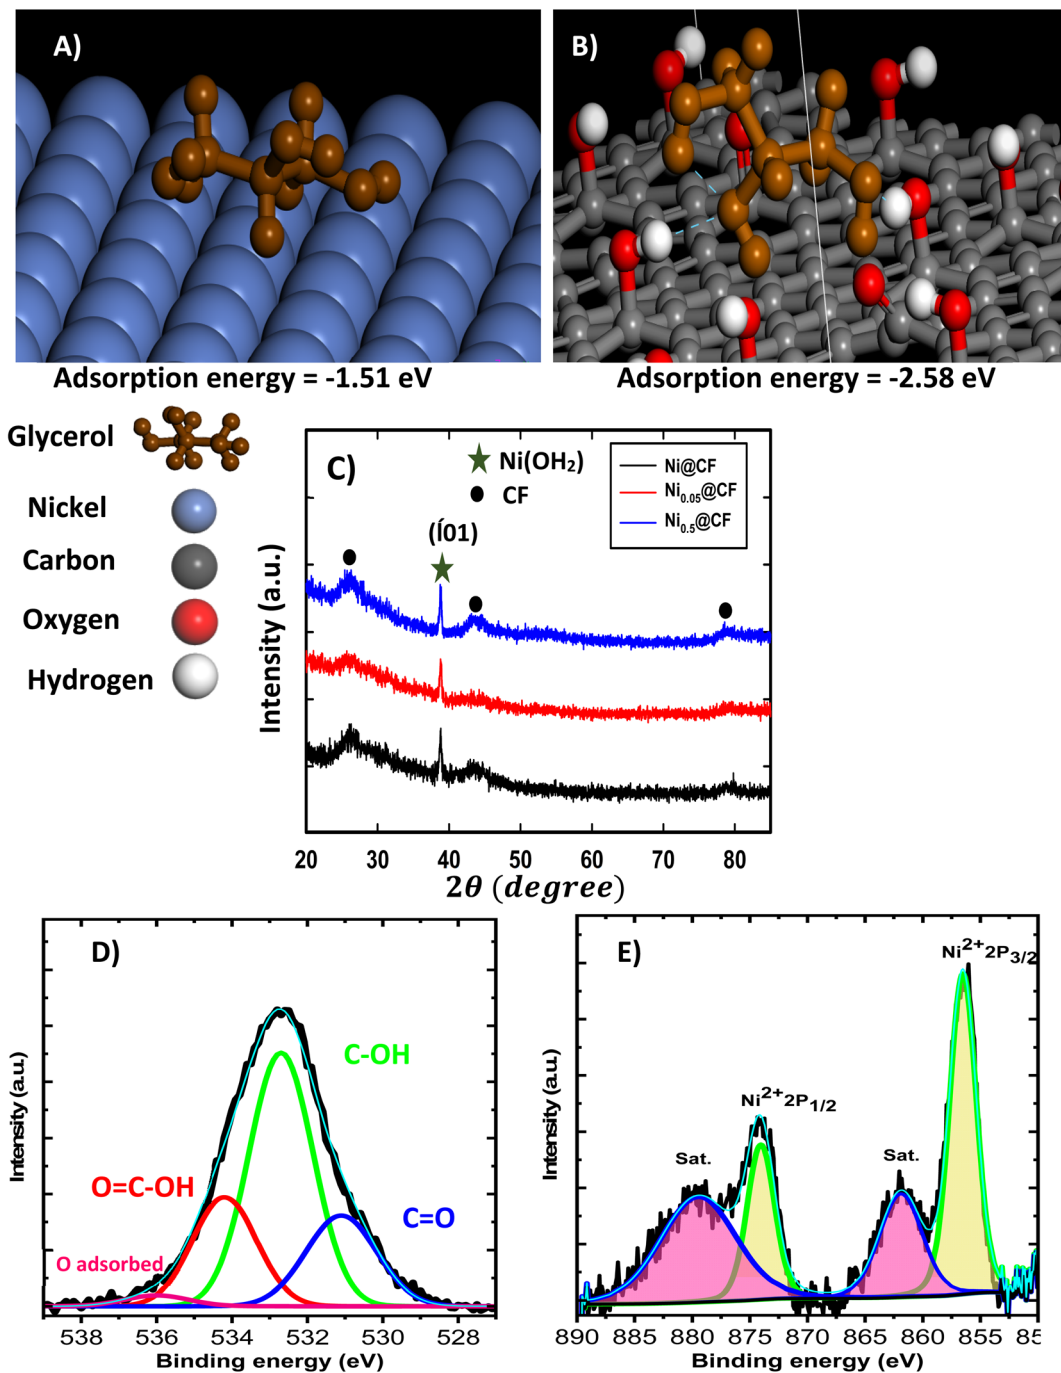 A)
B)
Adsorption energy = -1.51 eV
Adsorption energy = -2.58 eV
Glycerol
Nickel
Carbon
Oxygen
Hydrogen
C)
Ni(OH₂)
CF
(Í01)
Ni@CF
Ni₀.₀₅@CF
Ni₀.₅@CF
Intensity (a.u.)
20 30 40 50 60 70 80
2θ (degree)
D)
C-OH
O=C-OH
C=O
O adsorbed
Intensity (a.u.)
538 536 534 532 530 528
Binding energy (eV)
E)
Ni²⁺2P₃/₂
Ni²⁺2P₁/₂
Sat.
Sat.
Intensity (a.u.)
890 885 880 875 870 865 860 855 85
Binding energy (eV)